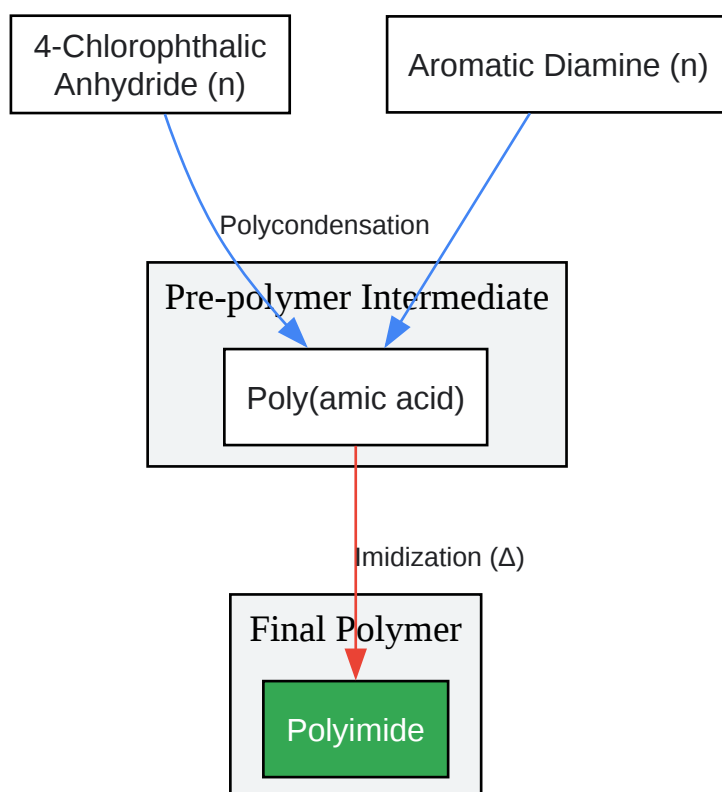 4-Chlorophthalic
Anhydride (n)
Aromatic Diamine (n)
Polycondensation
Pre-polymer Intermediate
Poly(amic acid)
Imidization (Δ)
Final Polymer
Polyimide